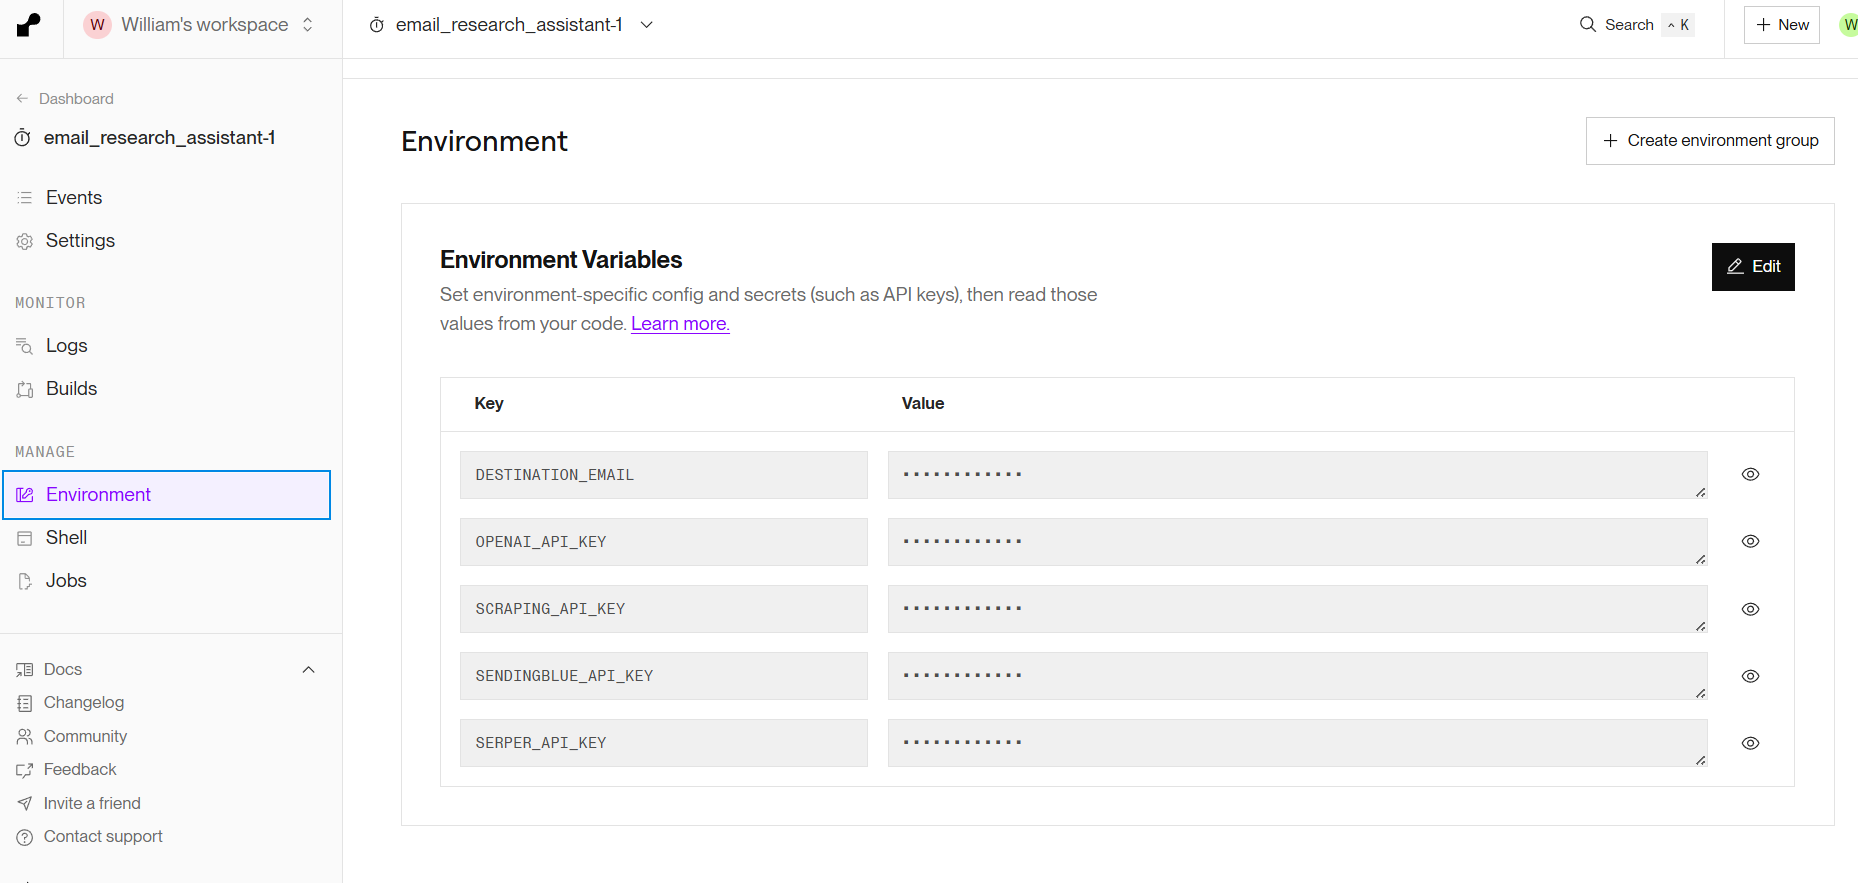 W William's workspace
email_research_assistant-1
Search ^ K
+ New
W
← Dashboard
email_research_assistant-1
Events
Settings
MONITOR
Logs
Builds
MANAGE
Environment
Shell
Jobs
Docs
Changelog
Community
Feedback
Invite a friend
Contact support
Environment
+ Create environment group
Environment Variables
Edit
Set environment-specific config and secrets (such as API keys), then read those
values from your code. Learn more.
Key Value
DESTINATION_EMAIL ············
OPENAI_API_KEY ············
SCRAPING_API_KEY ············
SENDINGBLUE_API_KEY ············
SERPER_API_KEY ············